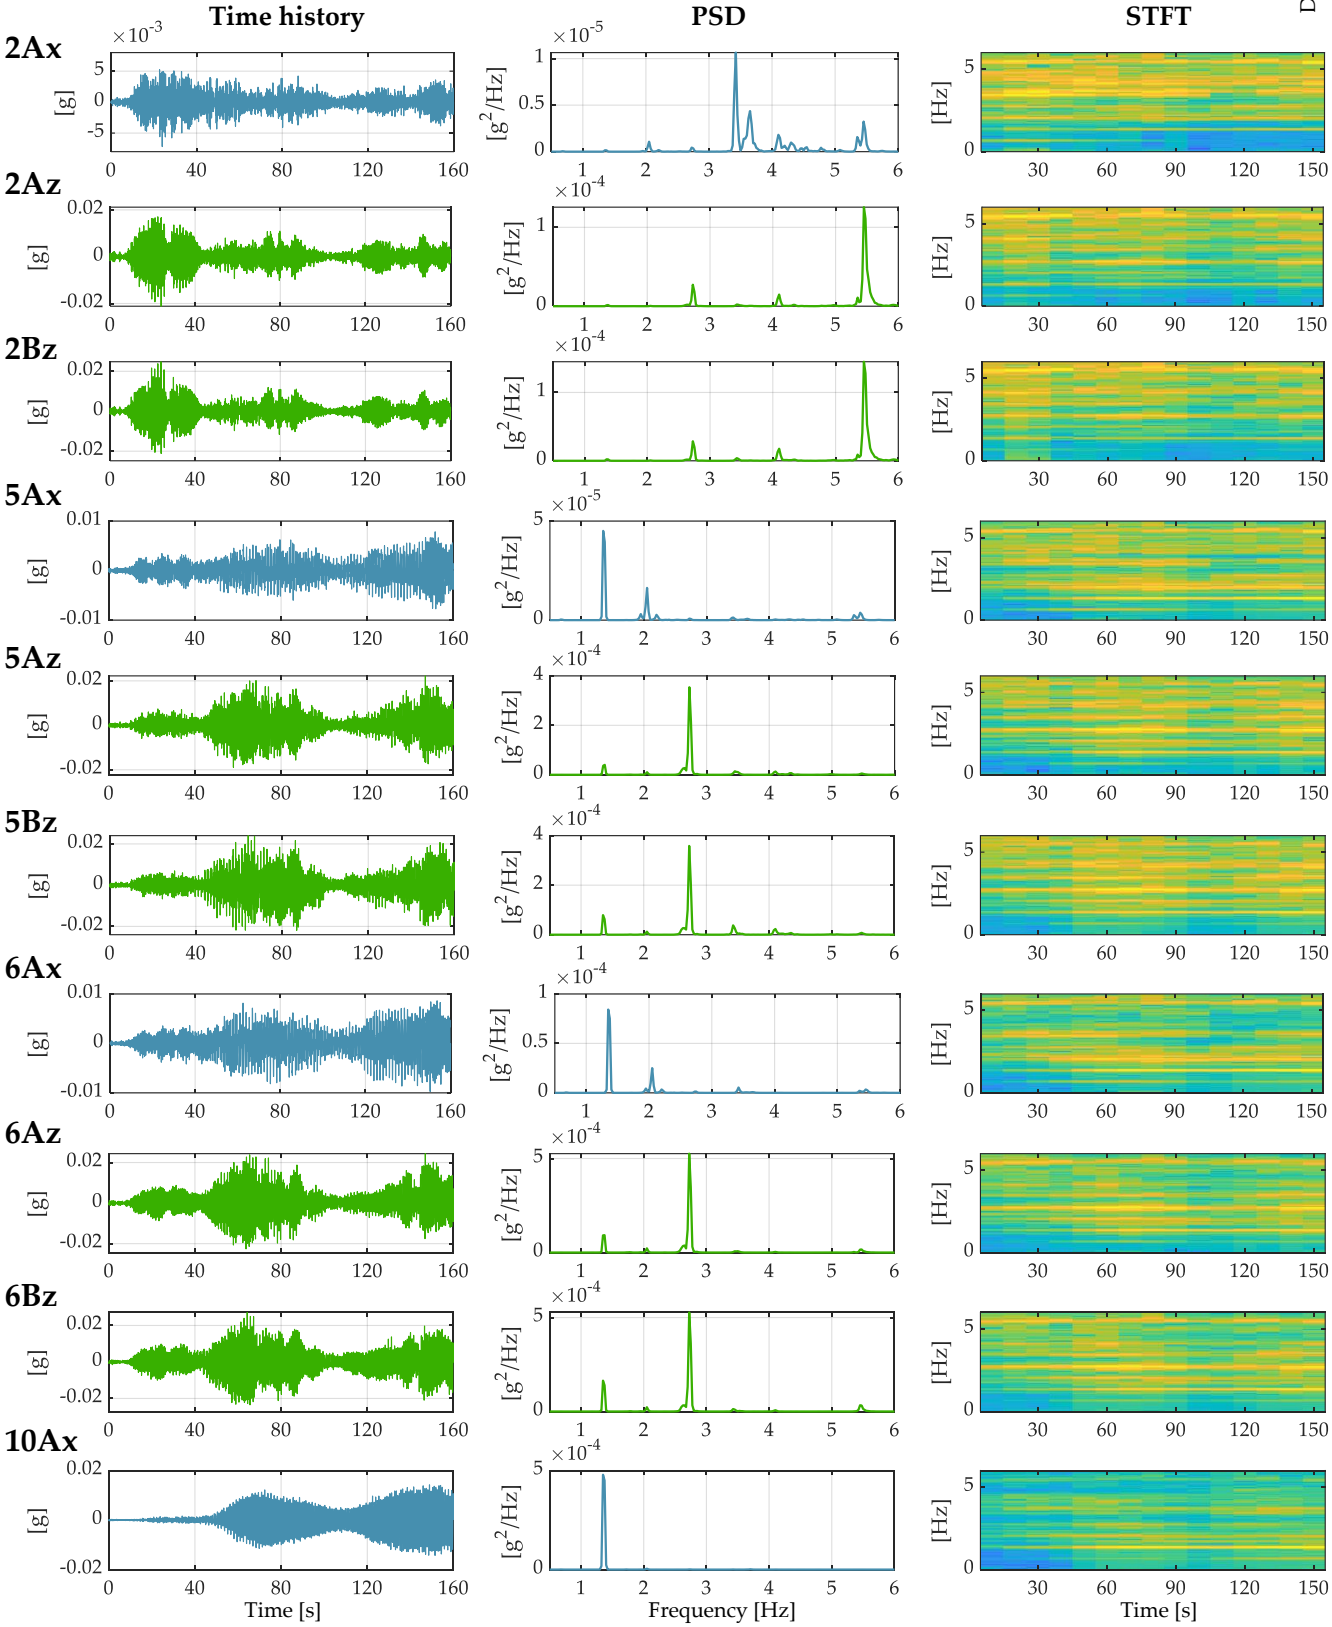 Time history PSD STFT D
2Ax ×10-3 ×10-5
[g] 5 0 -5 [g2/Hz] 1 0.5 0 [Hz] 5 0
0 40 80 120 160 1 2 3 4 5 6 30 60 90 120 150
2Az ×10-4
[g] 0.02 0 -0.02 [g2/Hz] 1 0 [Hz] 5 0
0 40 80 120 160 1 2 3 4 5 6 30 60 90 120 150
2Bz ×10-4
[g] 0.02 0 -0.02 [g2/Hz] 1 0 [Hz] 5 0
0 40 80 120 160 1 2 3 4 5 6 30 60 90 120 150
5Ax ×10-5
[g] 0.01 0 -0.01 [g2/Hz] 5 0 [Hz] 5 0
0 40 80 120 160 1 2 3 4 5 6 30 60 90 120 150
5Az ×10-4
[g] 0.02 0 -0.02 [g2/Hz] 4 2 0 [Hz] 5 0
0 40 80 120 160 1 2 3 4 5 6 30 60 90 120 150
5Bz ×10-4
[g] 0.02 0 -0.02 [g2/Hz] 4 2 0 [Hz] 5 0
0 40 80 120 160 1 2 3 4 5 6 30 60 90 120 150
6Ax ×10-4
[g] 0.01 0 -0.01 [g2/Hz] 1 0.5 0 [Hz] 5 0
0 40 80 120 160 1 2 3 4 5 6 30 60 90 120 150
6Az ×10-4
[g] 0.02 0 -0.02 [g2/Hz] 5 0 [Hz] 5 0
0 40 80 120 160 1 2 3 4 5 6 30 60 90 120 150
6Bz ×10-4
[g] 0.02 0 -0.02 [g2/Hz] 5 0 [Hz] 5 0
0 40 80 120 160 1 2 3 4 5 6 30 60 90 120 150
10Ax ×10-4
[g] 0.02 0 -0.02 [g2/Hz] 5 0 [Hz] 5 0
0 40 80 120 160 1 2 3 4 5 6 30 60 90 120 150
Time [s] Frequency [Hz] Time [s]